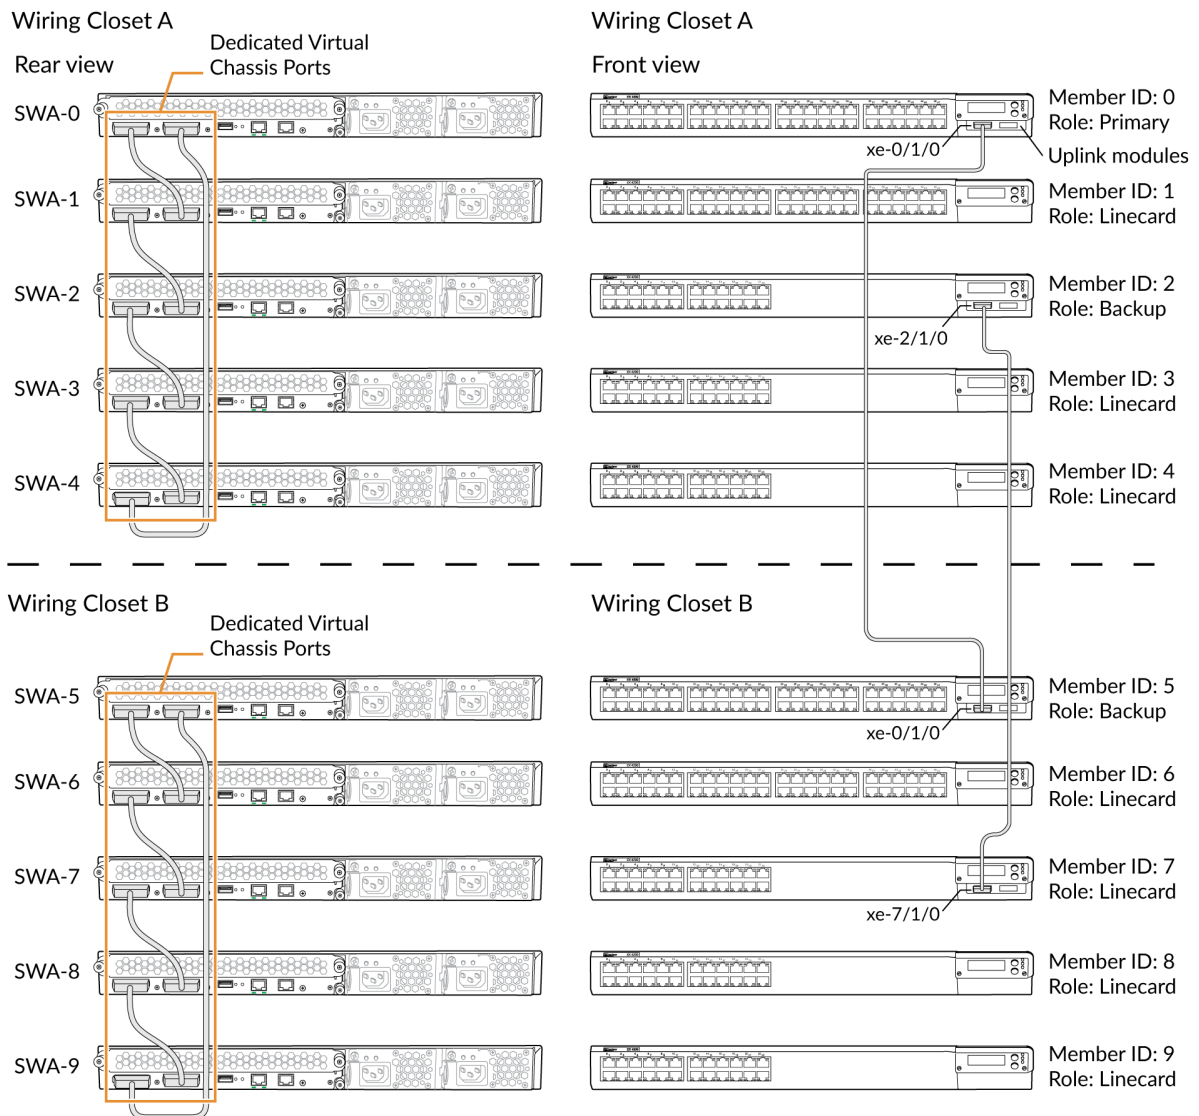 Wiring Closet A
Dedicated Virtual
Chassis Ports
Rear view
SWA-0
SWA-1
SWA-2
SWA-3
SWA-4
Wiring Closet A
Front view
Member ID: 0
Role: Primary
xe-0/1/0
Uplink modules
Member ID: 1
Role: Linecard
Member ID: 2
Role: Backup
xe-2/1/0
Member ID: 3
Role: Linecard
Member ID: 4
Role: Linecard
Wiring Closet B
Dedicated Virtual
Chassis Ports
SWA-5
SWA-6
SWA-7
SWA-8
SWA-9
Wiring Closet B
Member ID: 5
Role: Backup
xe-0/1/0
Member ID: 6
Role: Linecard
Member ID: 7
Role: Linecard
xe-7/1/0
Member ID: 8
Role: Linecard
Member ID: 9
Role: Linecard